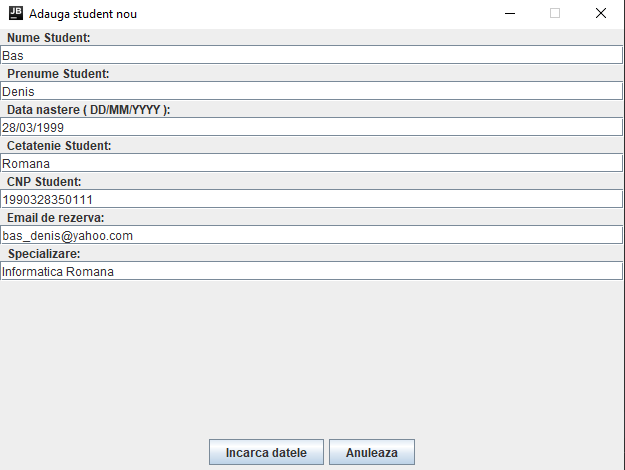 JB Adauga student nou
Nume Student:
Bas
Prenume Student:
Denis
Data nastere ( DD/MM/YYYY ):
28/03/1999
Cetatenie Student:
Romana
CNP Student:
1990328350111
Email de rezerva:
bas_denis@yahoo.com
Specializare:
Informatica Romana
Incarca datele Anuleaza